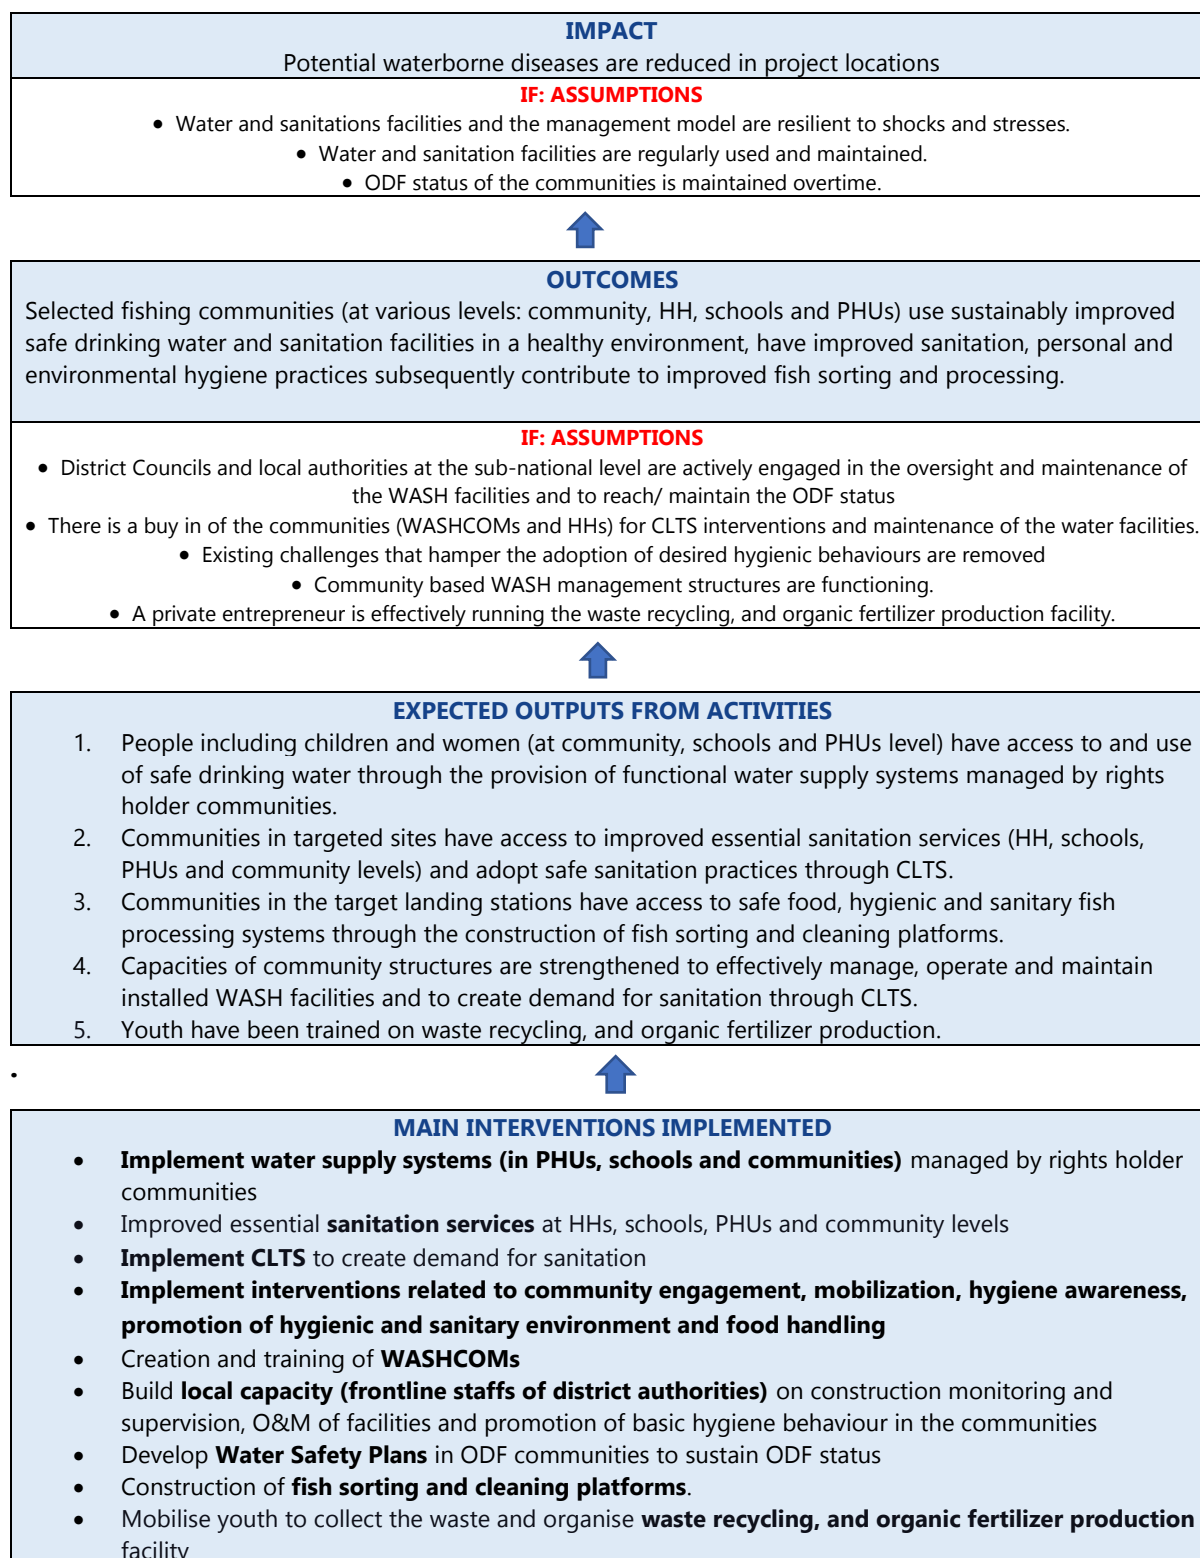 IMPACT
Potential waterborne diseases are reduced in project locations
IF: ASSUMPTIONS
• Water and sanitations facilities and the management model are resilient to shocks and stresses.
• Water and sanitation facilities are regularly used and maintained.
• ODF status of the communities is maintained overtime.
OUTCOMES
Selected fishing communities (at various levels: community, HH, schools and PHUs) use sustainably improved
safe drinking water and sanitation facilities in a healthy environment, have improved sanitation, personal and
environmental hygiene practices subsequently contribute to improved fish sorting and processing.
IF: ASSUMPTIONS
• District Councils and local authorities at the sub-national level are actively engaged in the oversight and maintenance of
the WASH facilities and to reach/ maintain the ODF status
• There is a buy in of the communities (WASHCOMs and HHs) for CLTS interventions and maintenance of the water facilities.
• Existing challenges that hamper the adoption of desired hygienic behaviours are removed
• Community based WASH management structures are functioning.
• A private entrepreneur is effectively running the waste recycling, and organic fertilizer production facility.
EXPECTED OUTPUTS FROM ACTIVITIES
1. People including children and women (at community, schools and PHUs level) have access to and use
of safe drinking water through the provision of functional water supply systems managed by rights
holder communities.
2. Communities in targeted sites have access to improved essential sanitation services (HH, schools,
PHUs and community levels) and adopt safe sanitation practices through CLTS.
3. Communities in the target landing stations have access to safe food, hygienic and sanitary fish
processing systems through the construction of fish sorting and cleaning platforms.
4. Capacities of community structures are strengthened to effectively manage, operate and maintain
installed WASH facilities and to create demand for sanitation through CLTS.
5. Youth have been trained on waste recycling, and organic fertilizer production.
•
MAIN INTERVENTIONS IMPLEMENTED
• Implement water supply systems (in PHUs, schools and communities) managed by rights holder
communities
• Improved essential sanitation services at HHs, schools, PHUs and community levels
• Implement CLTS to create demand for sanitation
• Implement interventions related to community engagement, mobilization, hygiene awareness,
promotion of hygienic and sanitary environment and food handling
• Creation and training of WASHCOMs
• Build local capacity (frontline staffs of district authorities) on construction monitoring and
supervision, O&M of facilities and promotion of basic hygiene behaviour in the communities
• Develop Water Safety Plans in ODF communities to sustain ODF status
• Construction of fish sorting and cleaning platforms.
• Mobilise youth to collect the waste and organise waste recycling, and organic fertilizer production
facility